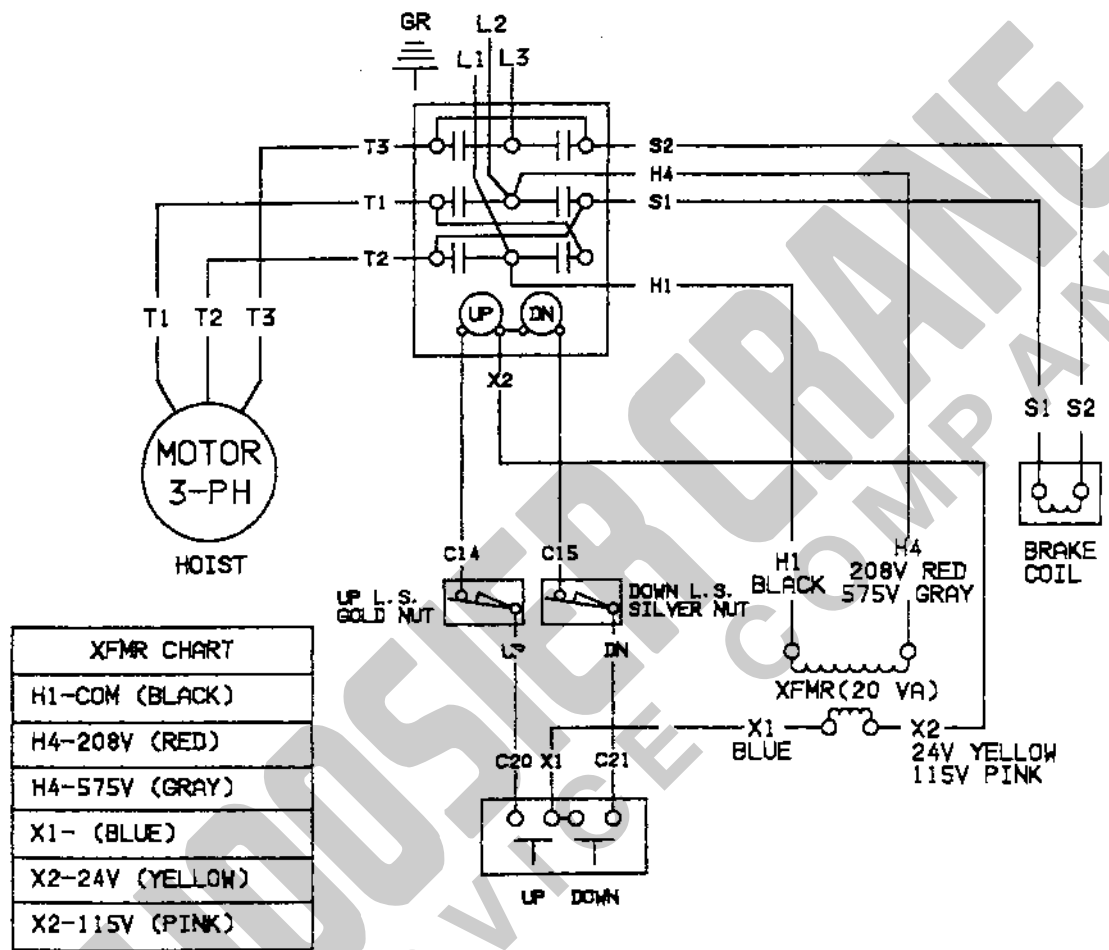 GR
L2
L1
L3
T3
S2
H4
T1
S1
T2
H1
UP
DN
X2
T1 T2 T3
S1 S2
MOTOR
3-PH
HOIST
C14
C15
H1
BLACK
H4
208V RED
575V GRAY
BRAKE
COIL
UP L.S.
GOLD NUT
DOWN L.S.
SILVER NUT
UP
DN
XFMR(20 VA)
X1
BLUE
X2
24V YELLOW
115V PINK
C20 X1 C21
UP DOWN
XFMR CHART
H1-COM (BLACK)
H4-208V (RED)
H4-575V (GRAY)
X1- (BLUE)
X2-24V (YELLOW)
X2-115V (PINK)
HOOSIER CRANE
VICE COMPAN